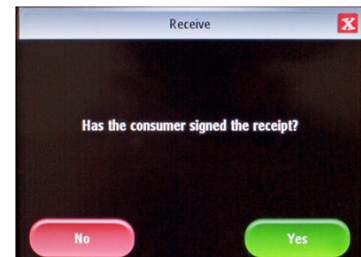 Receive
X
Has the consumer signed the receipt?
No
Yes